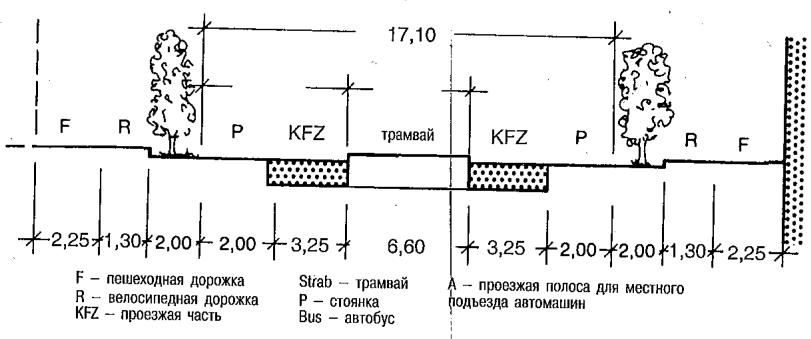 17,10
F R P KFZ трамвай KFZ P R F
2,25 1,30 2,00 2,00 3,25 6,60 3,25 2,00 2,00 1,30 2,25
F – пешеходная дорожка
R – велосипедная дорожка
KFZ – проезжая часть
Strab – трамвай
P – стоянка
Bus – автобус
A – проезжая полоса для местного
подъезда автомашин